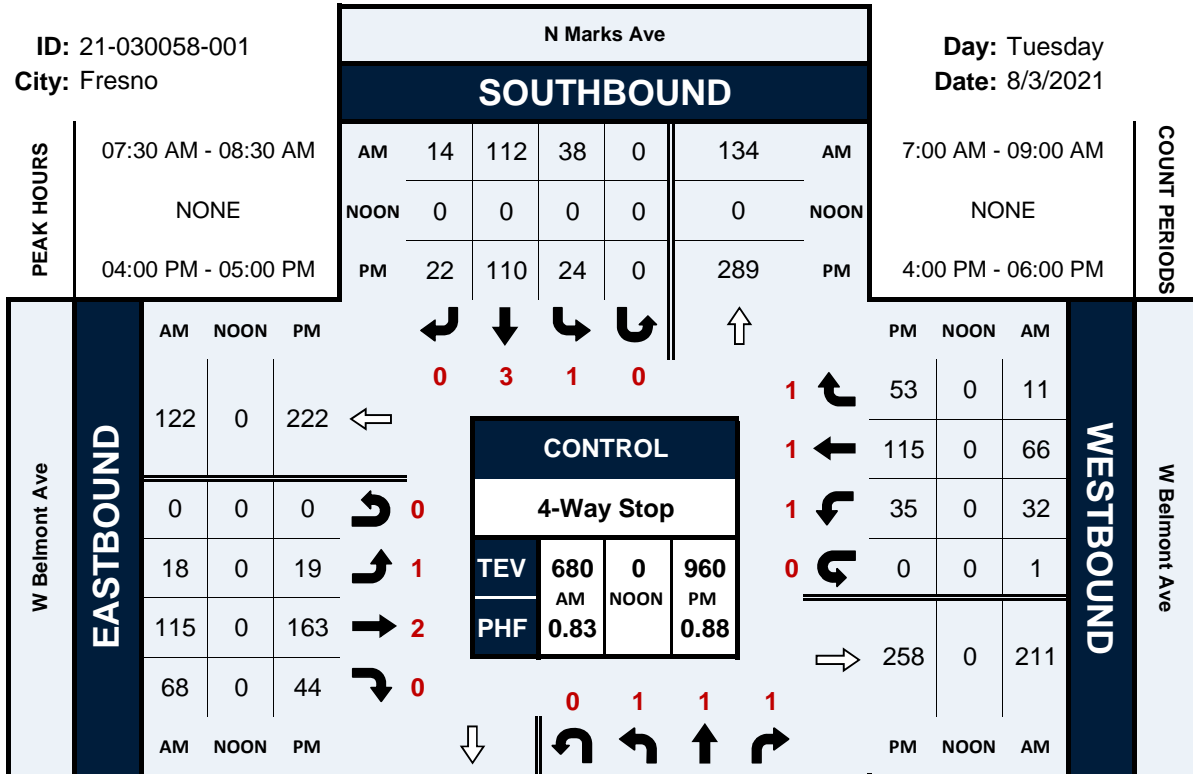 ID: 21-030058-001
City: Fresno
N Marks Ave
SOUTHBOUND
Day: Tuesday
Date: 8/3/2021
PEAK HOURS
07:30 AM - 08:30 AM
NONE
04:00 PM - 05:00 PM
AM 14 112 38 0 134 AM
NOON 0 0 0 0 0 NOON
PM 22 110 24 0 289 PM
7:00 AM - 09:00 AM
NONE
4:00 PM - 06:00 PM
COUNT PERIODS
0 3 1 0
W Belmont Ave
EASTBOUND
AM NOON PM
122 0 222
0 0 0 0
18 0 19 1
115 0 163 2
68 0 44 0
AM NOON PM
CONTROL
4-Way Stop
TEV 680 0 960
AM NOON PM
PHF 0.83 0.88
PM NOON AM
1 53 0 11
1 115 0 66
1 35 0 32
0 0 0 1
258 0 211
PM NOON AM
WESTBOUND
W Belmont Ave
0 1 1 1